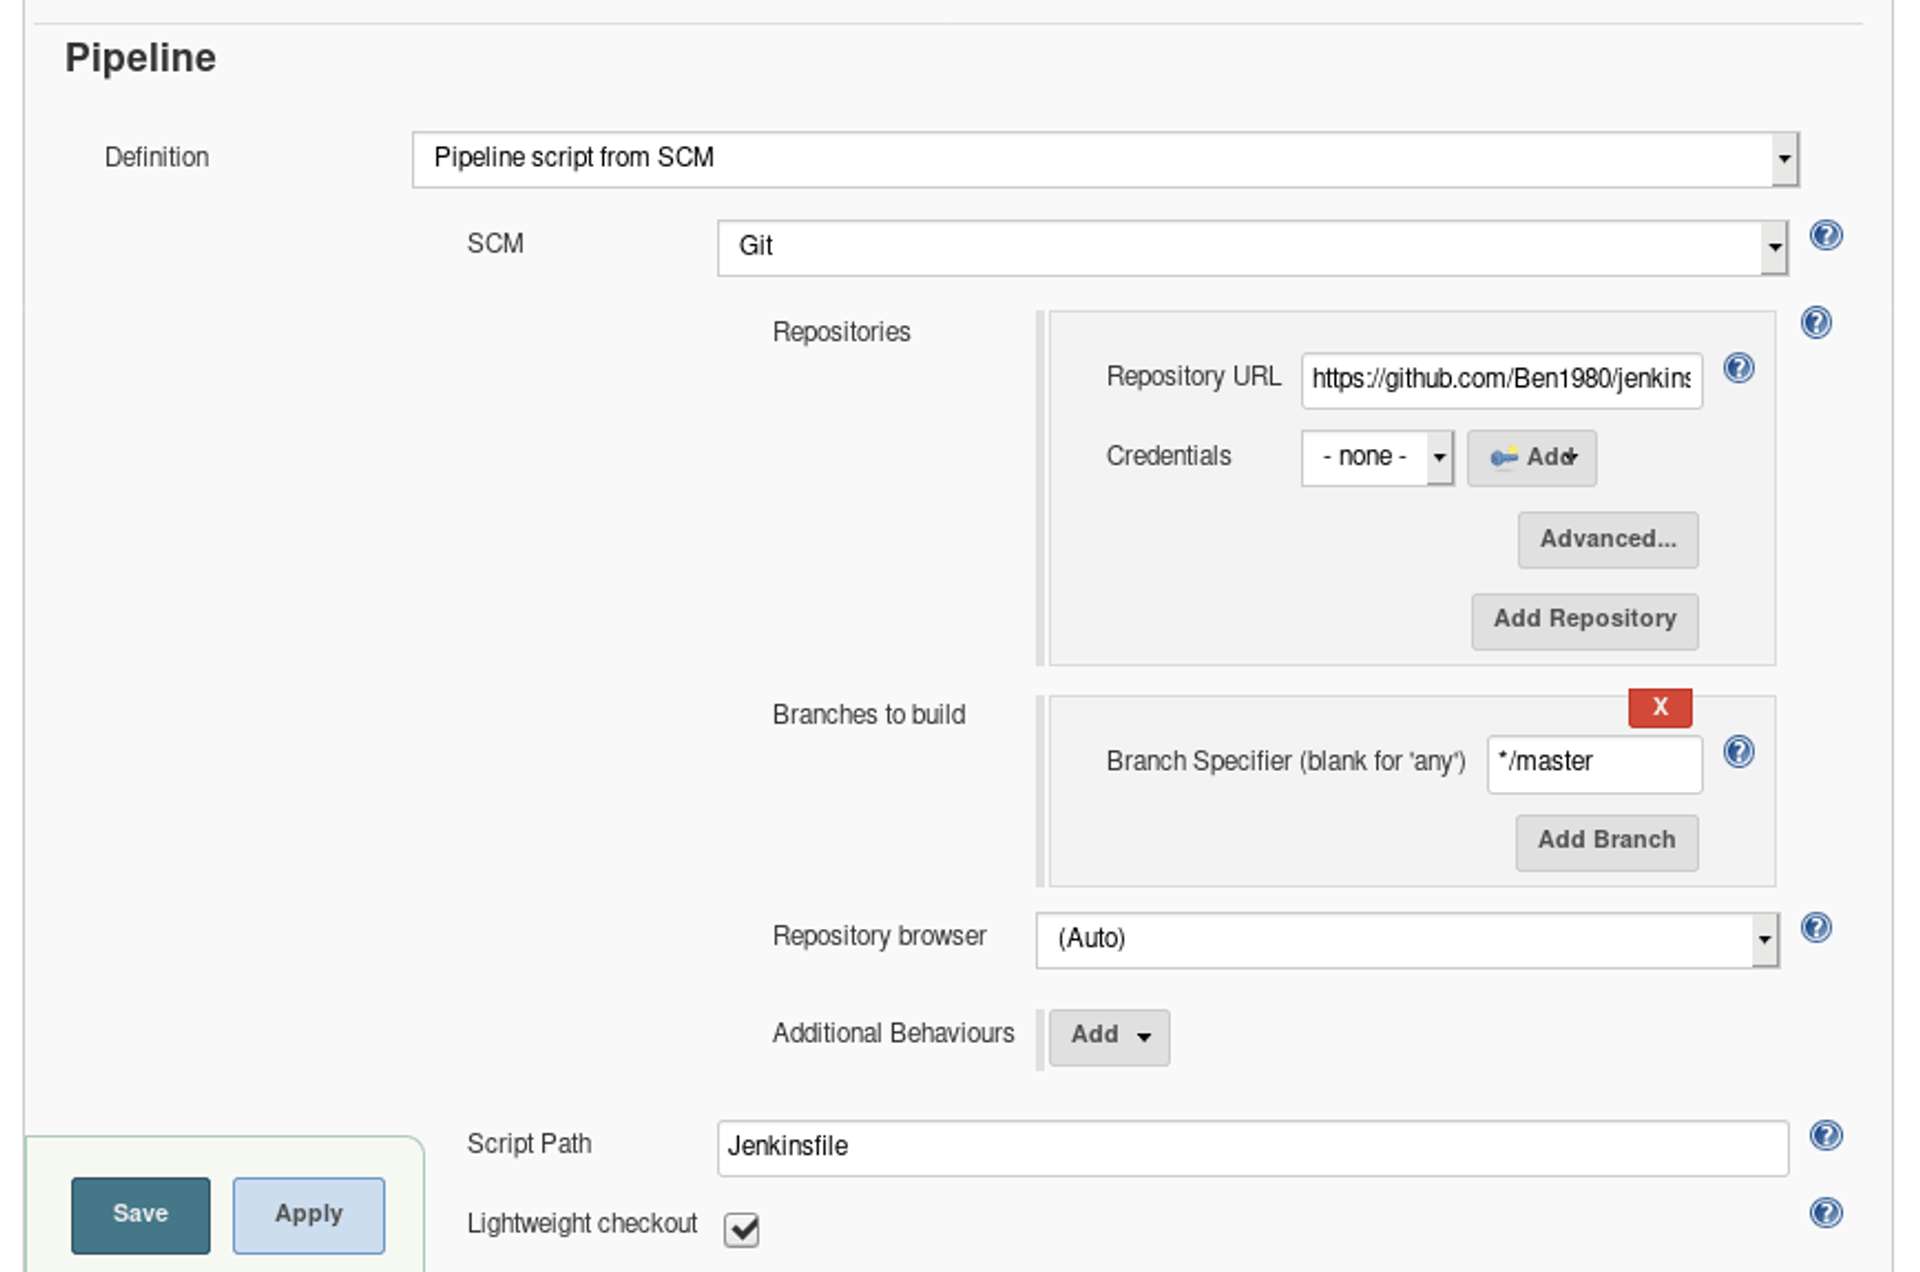 Pipeline
Definition
Pipeline script from SCM
SCM
Git
Repositories
Repository URL
https://github.com/Ben1980/jenkins
Credentials
- none -
Add
Advanced...
Add Repository
Branches to build
X
Branch Specifier (blank for 'any')
*/master
Add Branch
Repository browser
(Auto)
Additional Behaviours
Add
Script Path
Jenkinsfile
Save
Apply
Lightweight checkout